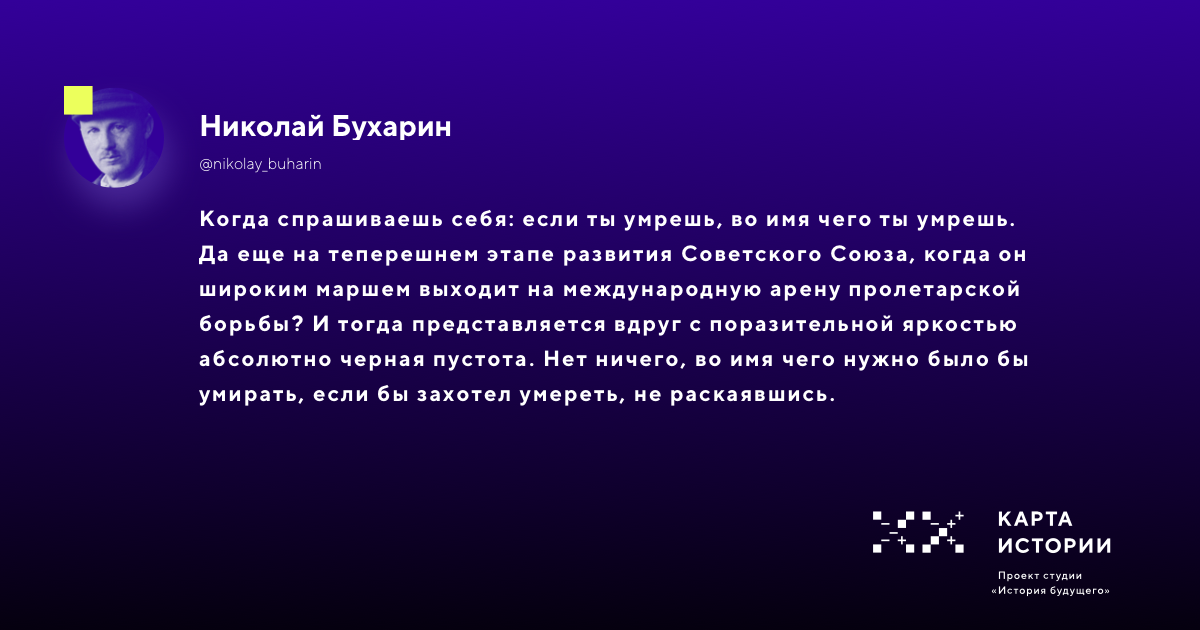 Николай Бухарин
@nikolay_buharin
Когда спрашиваешь себя: если ты умрешь, во имя чего ты умрешь.
Да еще на теперешнем этапе развития Советского Союза, когда он
широким маршем выходит на международную арену пролетарской
борьбы? И тогда представляется вдруг с поразительной яркостью
абсолютно черная пустота. Нет ничего, во имя чего нужно было бы
умирать, если бы захотел умереть, не раскаявшись.
КАРТА
ИСТОРИИ
Проект студии
«История будущего»